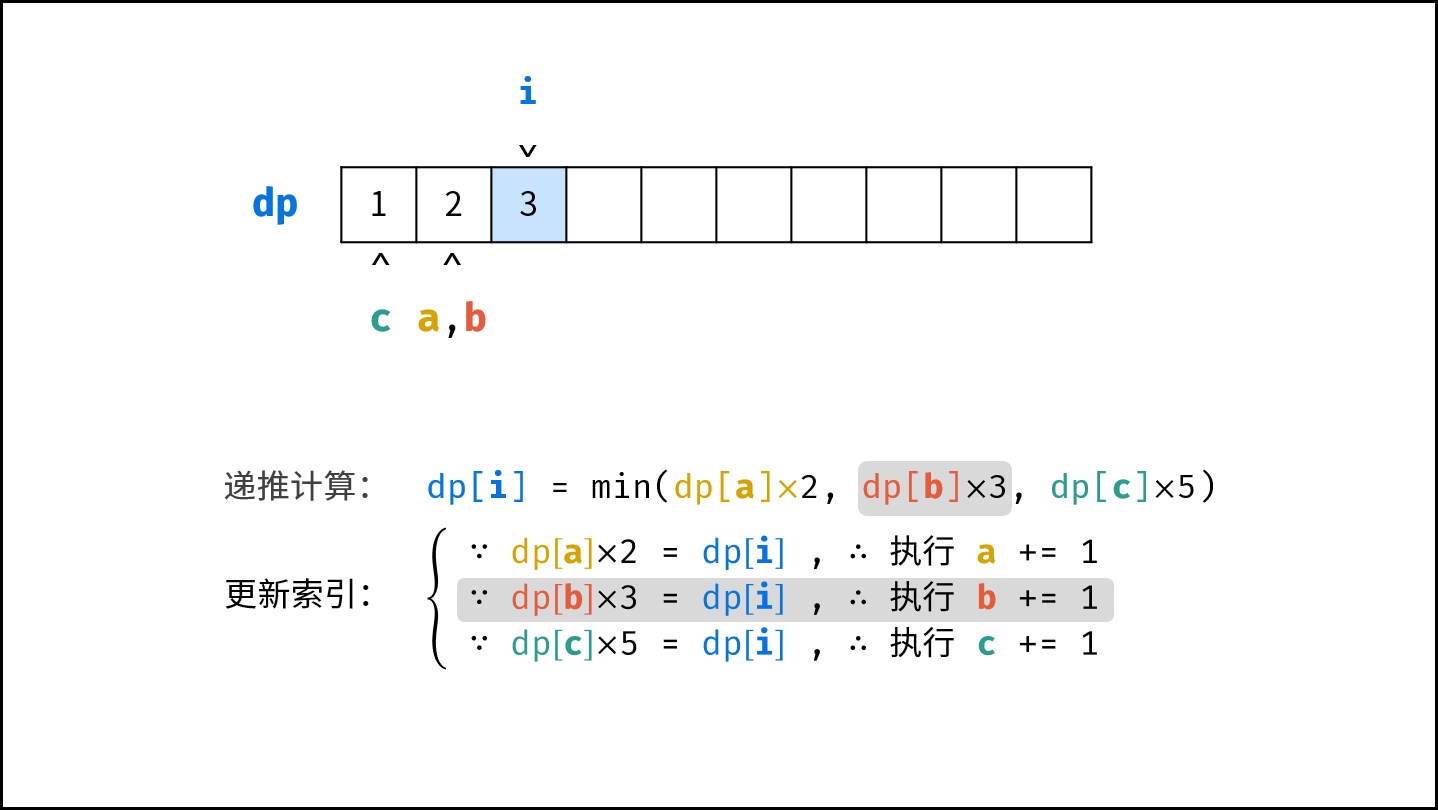 i
dp 1 2 3
c a,b
递推计算： dp[i] = min(dp[a]×2, dp[b]×3, dp[c]×5)
更新索引：
∵ dp[a]×2 = dp[i] , ∴ 执行 a += 1
∵ dp[b]×3 = dp[i] , ∴ 执行 b += 1
∵ dp[c]×5 = dp[i] , ∴ 执行 c += 1